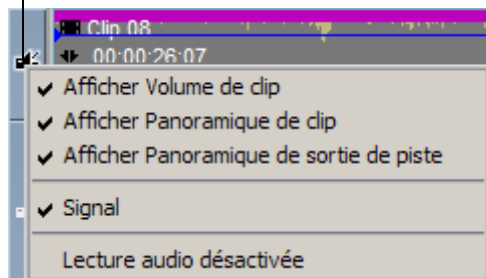 Clip 08
00:00:26:07
Afficher Volume de clip
Afficher Panoramique de clip
Afficher Panoramique de sortie de piste
Signal
Lecture audio désactivée